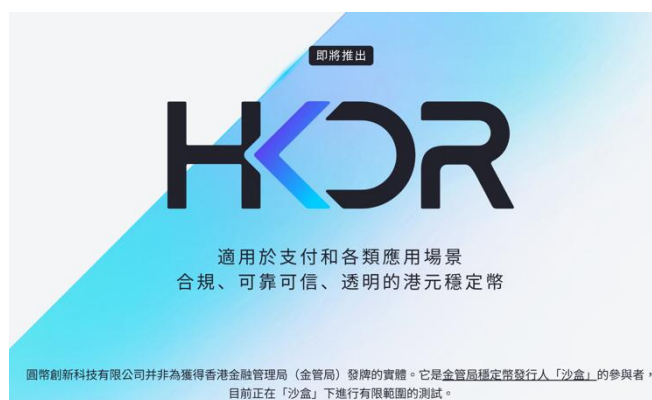 即將推出
HKDR
適用於支付和各類應用場景
合規、可靠可信、透明的港元穩定幣
圓幣創新科技有限公司并非為獲得香港金融管理局（金管局）發牌的實體。它是金管局穩定幣發行人「沙盒」的參與者，
目前正在「沙盒」下進行有限範圍的測試。